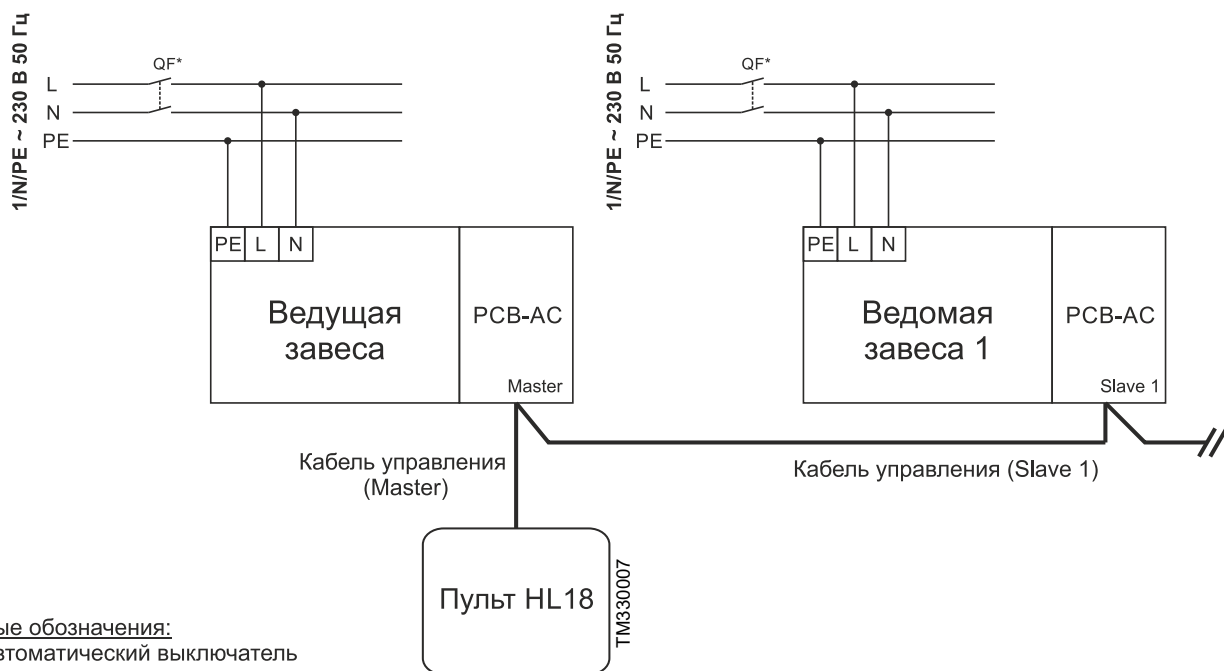 1/N/PE ~ 230 В 50 Гц
L
N
PE
QF*
PE L N
Ведущая
завеса
PCB-AC
Master
1/N/PE ~ 230 В 50 Гц
L
N
PE
QF*
PE L N
Ведомая
завеса 1
PCB-AC
Slave 1
Кабель управления
(Master)
Кабель управления (Slave 1)
Пульт HL18
TM330007
обозначения:
выключатель